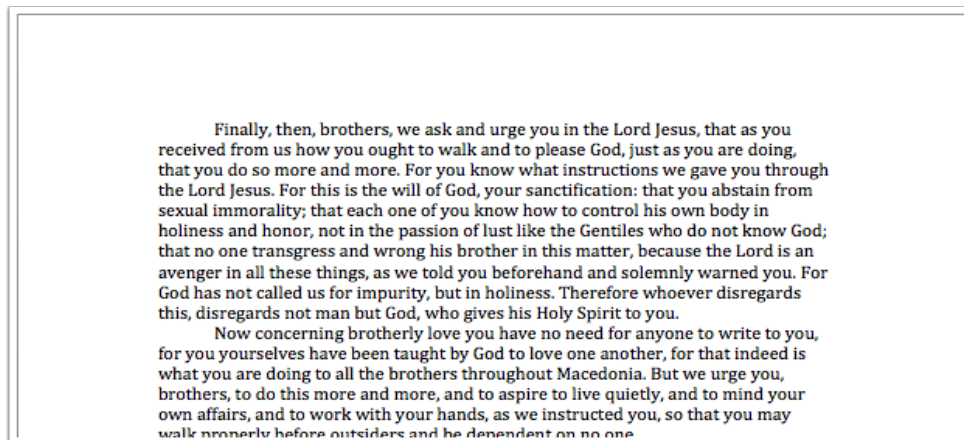 Finally, then, brothers, we ask and urge you in the Lord Jesus, that as you
received from us how you ought to walk and to please God, just as you are doing,
that you do so more and more. For you know what instructions we gave you through
the Lord Jesus. For this is the will of God, your sanctification: that you abstain from
sexual immorality; that each one of you know how to control his own body in
holiness and honor, not in the passion of lust like the Gentiles who do not know God;
that no one transgress and wrong his brother in this matter, because the Lord is an
avenger in all these things, as we told you beforehand and solemnly warned you. For
God has not called us for impurity, but in holiness. Therefore whoever disregards
this, disregards not man but God, who gives his Holy Spirit to you.
Now concerning brotherly love you have no need for anyone to write to you,
for you yourselves have been taught by God to love one another, for that indeed is
what you are doing to all the brothers throughout Macedonia. But we urge you,
brothers, to do this more and more, and to aspire to live quietly, and to mind your
own affairs, and to work with your hands, as we instructed you, so that you may
walk properly before outsiders and be dependent on no one.